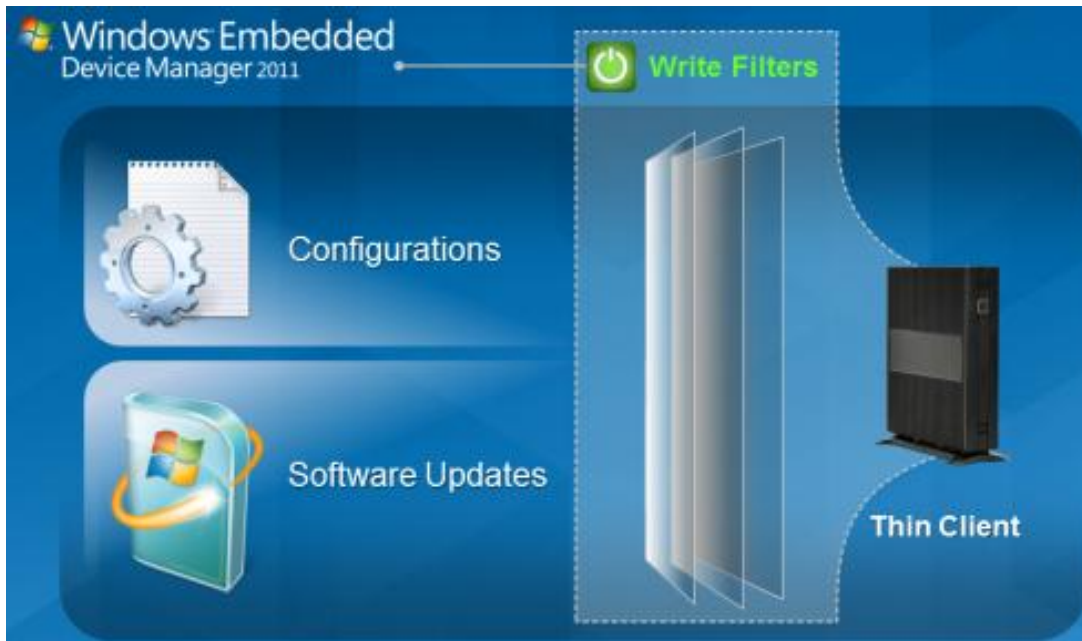 Windows Embedded
Device Manager 2011
Write Filters
Configurations
Software Updates
Thin Client